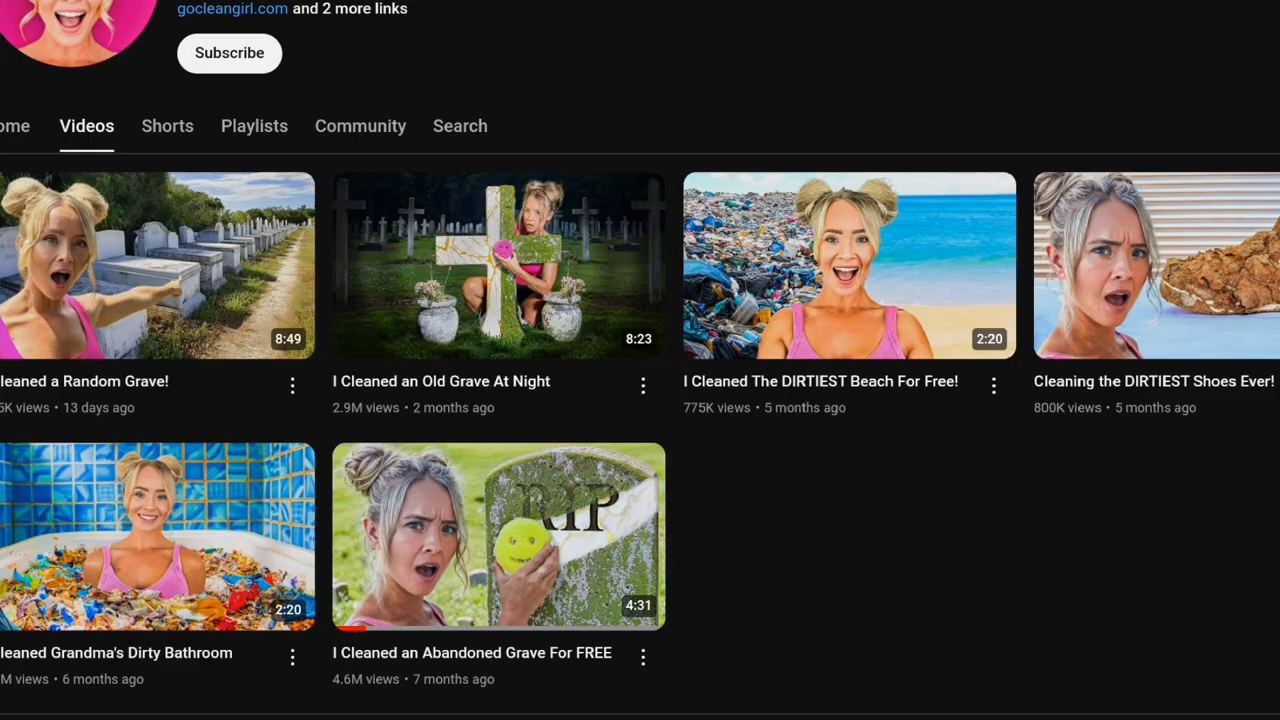 gocleangirl.com and 2 more links
Subscribe
ome Videos Shorts Playlists Community Search
8:49
8:23
2:20
leaned a Random Grave!
5K views • 13 days ago
I Cleaned an Old Grave At Night
2.9M views • 2 months ago
I Cleaned The DIRTIEST Beach For Free!
775K views • 5 months ago
Cleaning the DIRTIEST Shoes Ever!
800K views • 5 months ago
RIP
2:20
4:31
leaned Grandma's Dirty Bathroom
M views • 6 months ago
I Cleaned an Abandoned Grave For FREE
4.6M views • 7 months ago